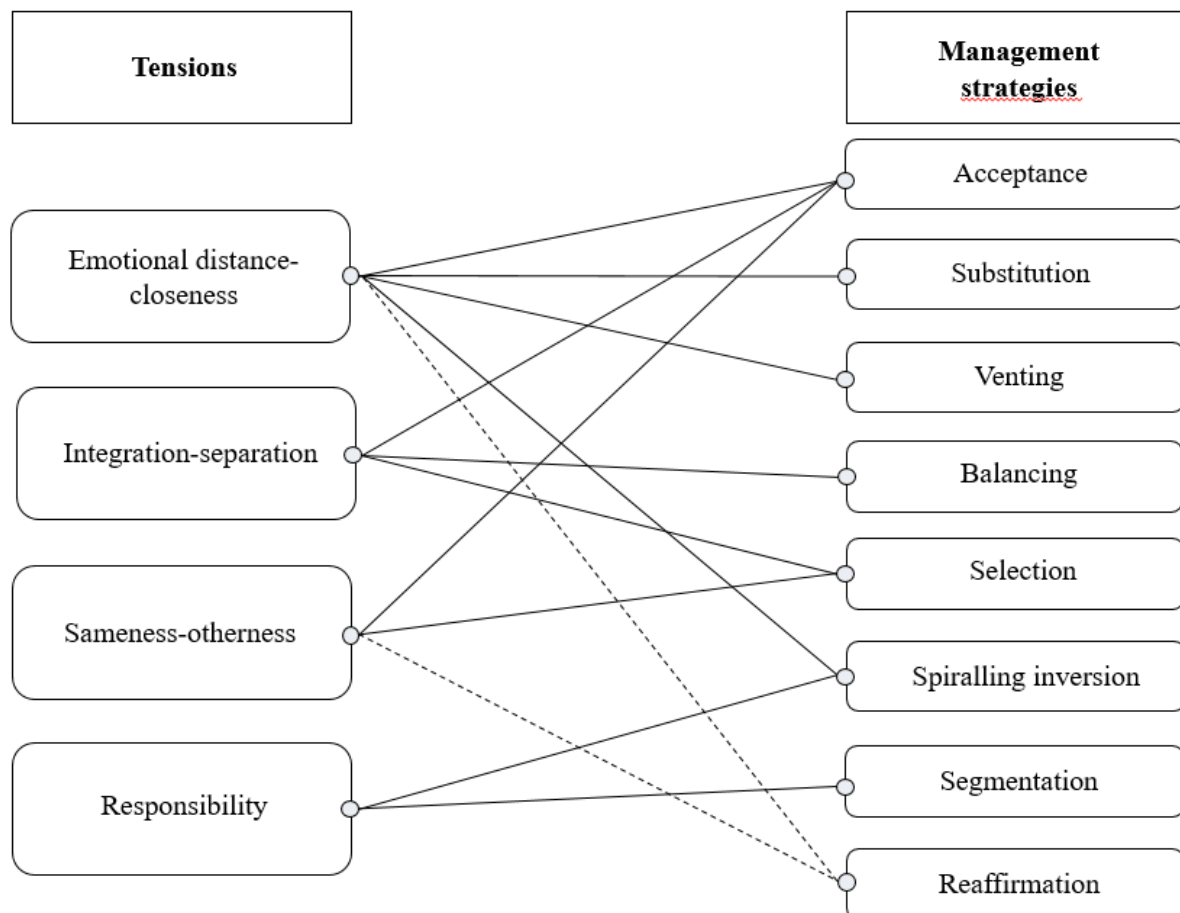 Tensions
Management
strategies
Acceptance
Emotional distance-
closeness
Substitution
Venting
Integration-separation
Balancing
Selection
Sameness-otherness
Spiralling inversion
Responsibility
Segmentation
Reaffirmation